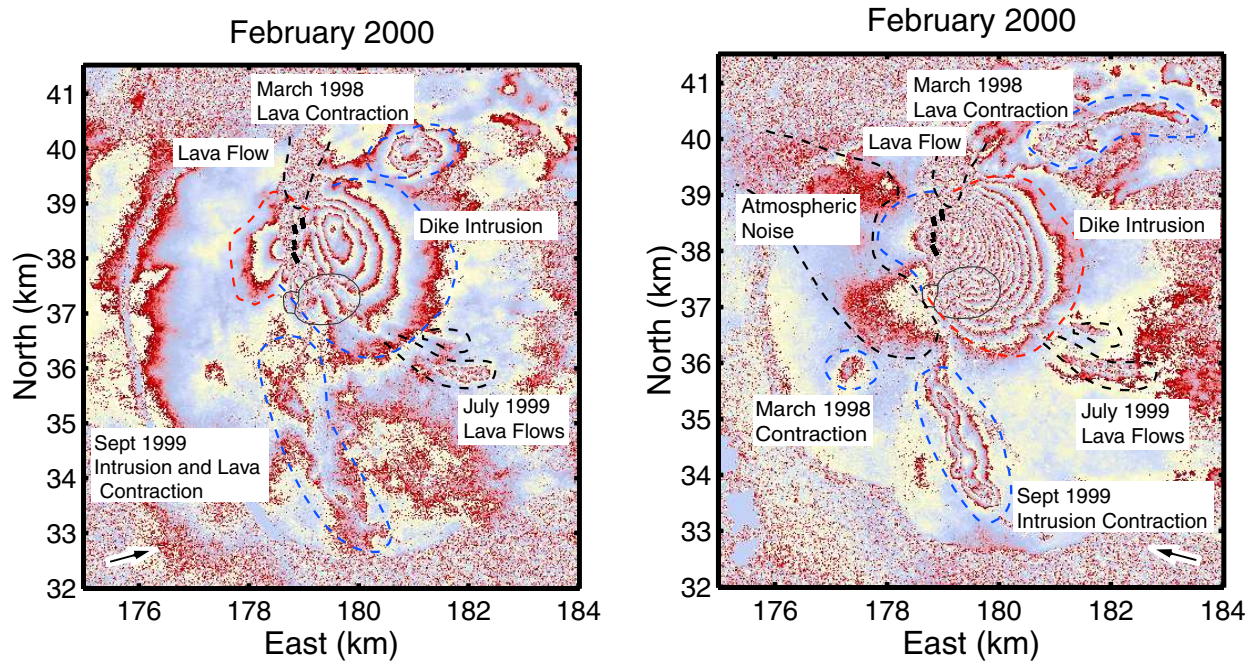 February 2000
41
40
39
38
37
36
35
34
33
32
North (km)
March 1998
Lava Contraction
Lava Flow
Dike Intrusion
July 1999
Lava Flows
Sept 1999
Intrusion and Lava
Contraction
176
178
180
182
184
East (km)
February 2000
41
40
39
38
37
36
35
34
33
32
North (km)
March 1998
Lava Contraction
Lava Flow
Atmospheric
Noise
Dike Intrusion
March 1998
Contraction
July 1999
Lava Flows
Sept 1999
Intrusion Contraction
176
178
180
182
184
East (km)